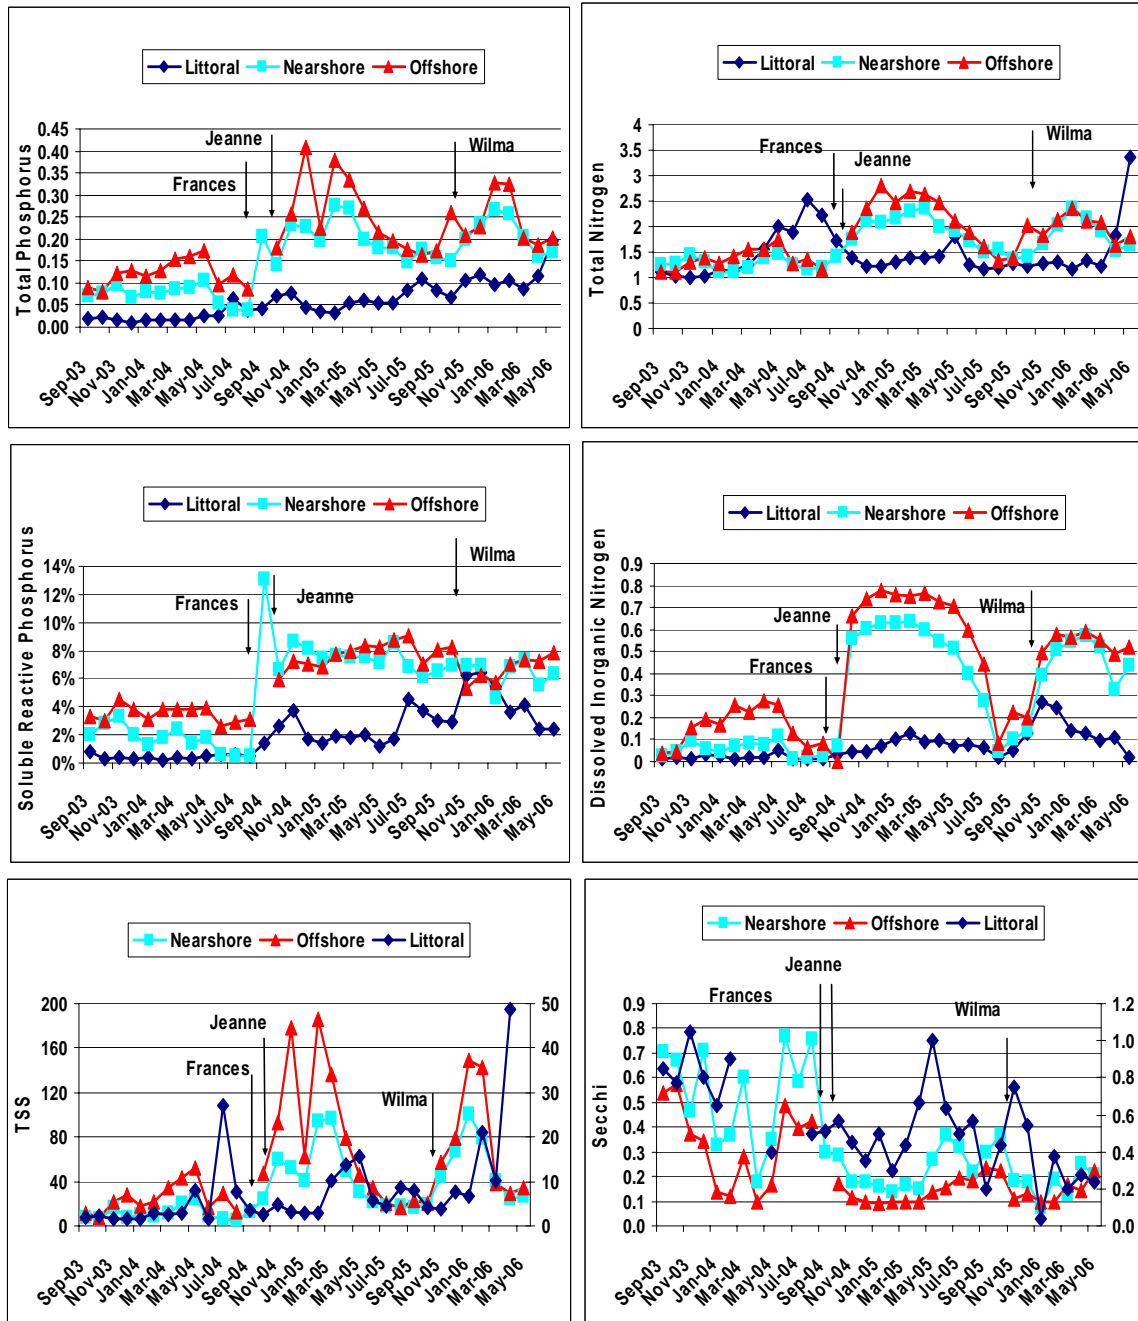 Littoral Nearshore Offshore
Jeanne
Frances
Wilma
Total Phosphorus
0.45
0.40
0.35
0.30
0.25
0.20
0.15
0.10
0.05
0.00
Sep-03 Nov-03 Jan-04 Mar-04 May-04 Jul-04 Sep-04 Nov-04 Jan-05 Mar-05 May-05 Jul-05 Sep-05 Nov-05 Jan-06 Mar-06 May-06
Littoral Nearshore Offshore
Frances
Jeanne
Wilma
Total Nitrogen
4
3.5
3
2.5
2
1.5
1
0.5
0
Sep-03 Nov-03 Jan-04 Mar-04 May-04 Jul-04 Sep-04 Nov-04 Jan-05 Mar-05 May-05 Jul-05 Sep-05 Nov-05 Jan-06 Mar-06 May-06
Littoral Nearshore Offshore
Wilma
Frances
Jeanne
Soluble Reactive Phosphorus
14%
12%
10%
8%
6%
4%
2%
0%
Sep-03 Nov-03 Jan-04 Mar-04 May-04 Jul-04 Sep-04 Nov-04 Jan-05 Mar-05 May-05 Jul-05 Sep-05 Nov-05 Jan-06 Mar-06 May-06
Littoral Nearshore Offshore
Jeanne
Frances
Wilma
Dissolved Inorganic Nitrogen
0.9
0.8
0.7
0.6
0.5
0.4
0.3
0.2
0.1
0
Sep-03 Nov-03 Jan-04 Mar-04 May-04 Jul-04 Sep-04 Nov-04 Jan-05 Mar-05 May-05 Jul-05 Sep-05 Nov-05 Jan-06 Mar-06 May-06
Nearshore Offshore Littoral
Jeanne
Frances
Wilma
TSS
200
160
120
80
40
0
50
40
30
20
10
0
Sep-03 Nov-03 Jan-04 Mar-04 May-04 Jul-04 Sep-04 Nov-04 Jan-05 Mar-05 May-05 Jul-05 Sep-05 Nov-05 Jan-06 Mar-06 May-06
Nearshore Offshore Littoral
Jeanne
Frances
Wilma
Secchi
0.9
0.8
0.7
0.6
0.5
0.4
0.3
0.2
0.1
0.0
1.2
1.0
0.8
0.6
0.4
0.2
0.0
Sep-03 Nov-03 Jan-04 Mar-04 May-04 Jul-04 Sep-04 Nov-04 Jan-05 Mar-05 May-05 Jul-05 Sep-05 Nov-05 Jan-06 Mar-06 May-06